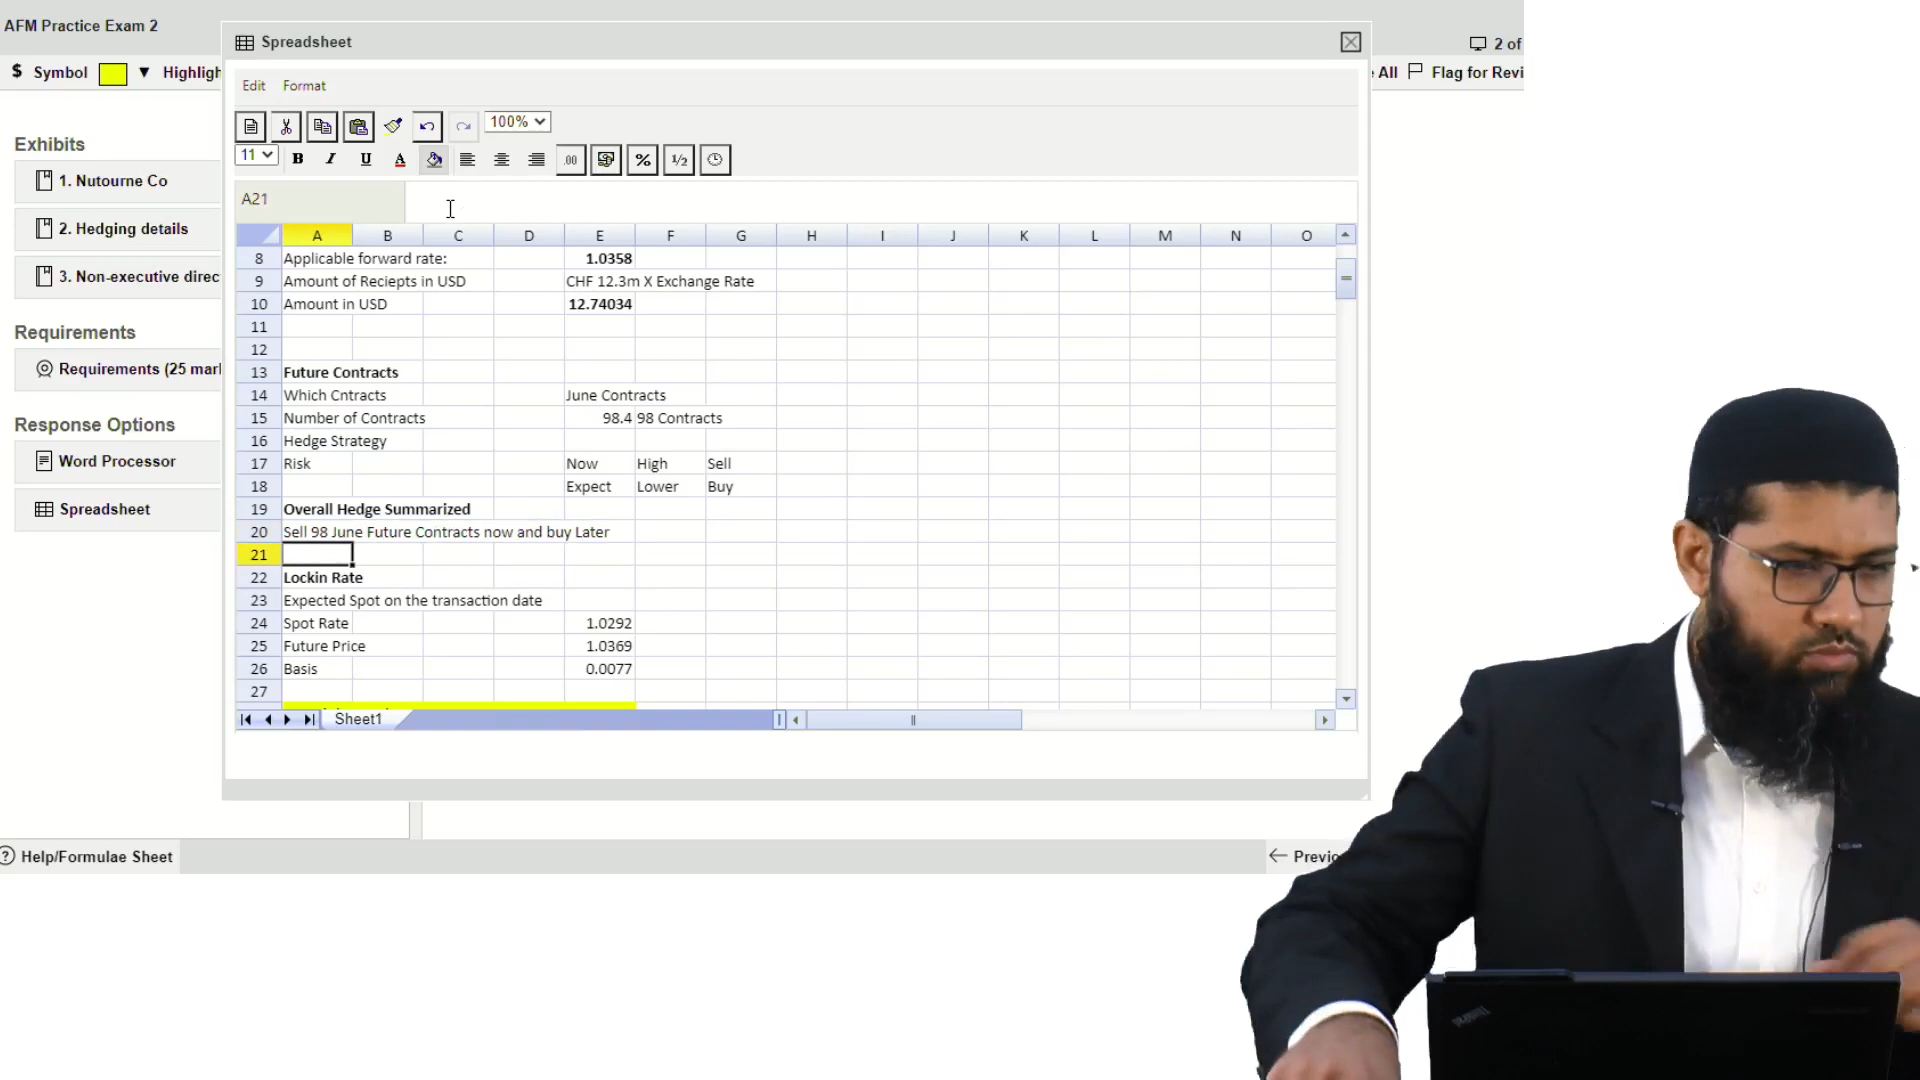 AFM Practice Exam 2
Spreadsheet
2 of
$ Symbol ▼ Highligh
All Flag for Revi
Edit Format
100%
11 B I U A .00 % 1/2
A21
Exhibits
1. Nutourne Co
2. Hedging details
3. Non-executive direc
Requirements
Requirements (25 marl
Response Options
Word Processor
Spreadsheet
A B C D E F G H I J K L M N O
8 Applicable forward rate: 1.0358
9 Amount of Reciepts in USD CHF 12.3m X Exchange Rate
10 Amount in USD 12.74034
11
12
13 Future Contracts
14 Which Cntracts June Contracts
15 Number of Contracts 98.4 98 Contracts
16 Hedge Strategy
17 Risk Now High Sell
18 Expect Lower Buy
19 Overall Hedge Summarized
20 Sell 98 June Future Contracts now and buy Later
21
22 Lockin Rate
23 Expected Spot on the transaction date
24 Spot Rate 1.0292
25 Future Price 1.0369
26 Basis 0.0077
27
Sheet1
Help/Formulae Sheet
Previo
ThinkPad